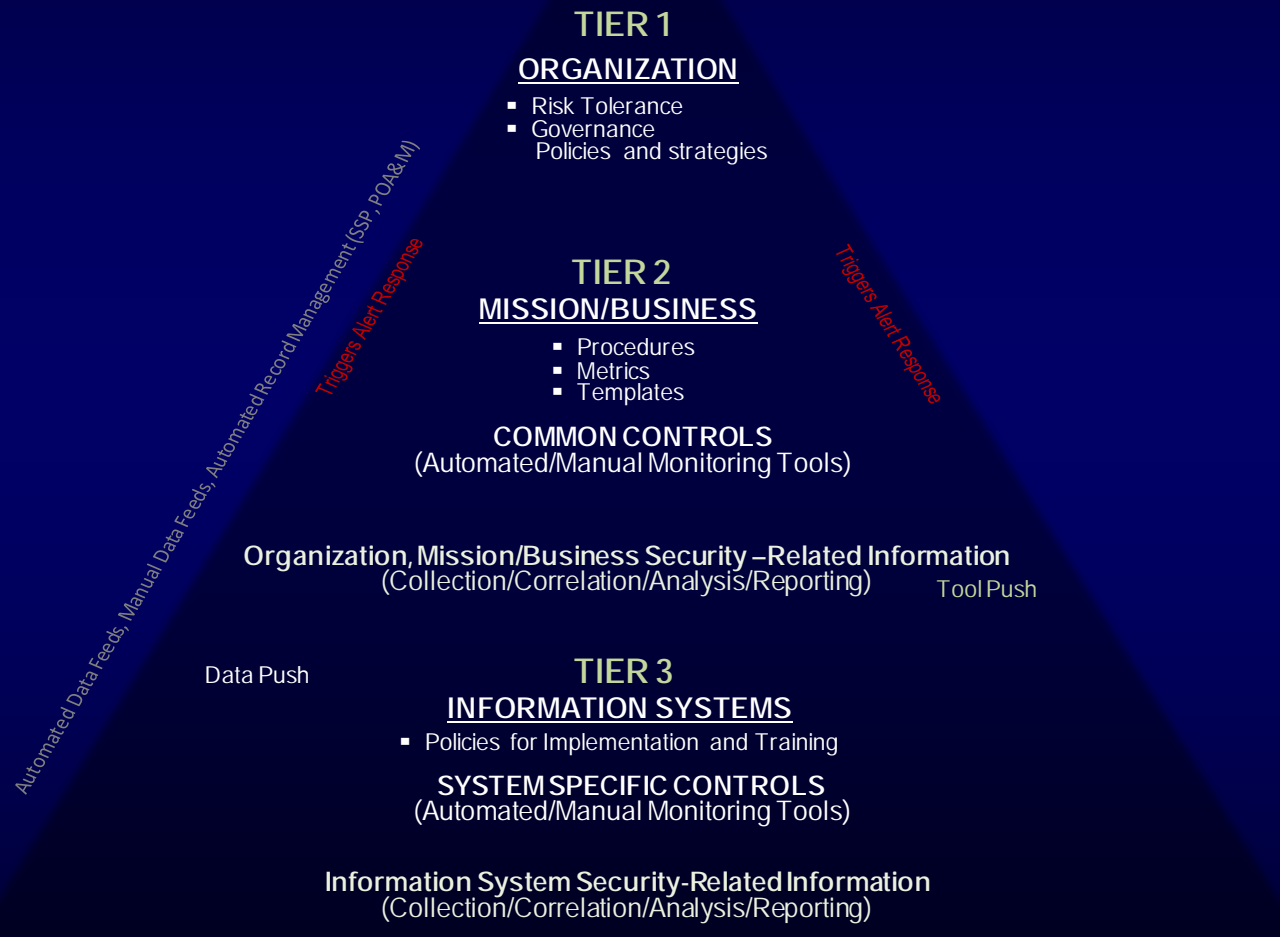 TIER 1
ORGANIZATION
▪ Risk Tolerance
▪ Governance
Policies and strategies
Automated Data Feeds, Manual Data Feeds, Automated Record Management (SSP, POA&M)
Triggers Alert Response
Triggers Alert Response
TIER 2
MISSION/BUSINESS
▪ Procedures
▪ Metrics
▪ Templates
COMMON CONTROLS
(Automated/Manual Monitoring Tools)
Organization, Mission/Business Security –Related Information
(Collection/Correlation/Analysis/Reporting)
Tool Push
Data Push
TIER 3
INFORMATION SYSTEMS
▪ Policies for Implementation and Training
SYSTEM SPECIFIC CONTROLS
(Automated/Manual Monitoring Tools)
Information System Security-Related Information
(Collection/Correlation/Analysis/Reporting)